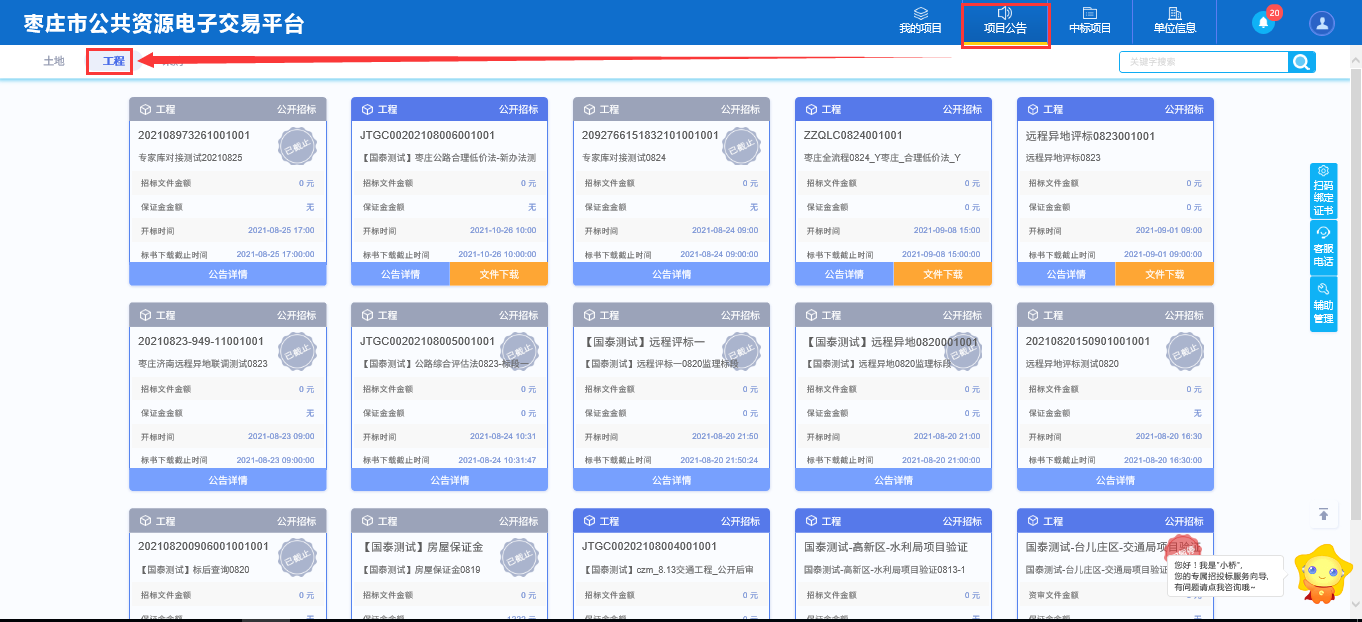 枣庄市公共资源电子交易平台
我的项目
项目公告
中标项目
单位信息
20
土地
工程
关键字搜索
工程 公开招标
202108973261001001
专家库对接测试20210825
已截止
招标文件金额 0 元
保证金金额 无
开标时间 2021-08-25 17:00
标书下载截止时间 2021-08-25 17:00:00
公告详情
工程 公开招标
JTGC00202108006001001
【国泰测试】枣庄公路合理低价法-新办法测
招标文件金额 0 元
保证金金额 无
开标时间 2021-10-26 10:00
标书下载截止时间 2021-10-26 10:00:00
公告详情 文件下载
工程 公开招标
2092766151832101001001
专家库对接测试0824
已截止
招标文件金额 0 元
保证金金额 无
开标时间 2021-08-24 09:00
标书下载截止时间 2021-08-24 09:00:00
公告详情
工程 公开招标
ZZQLC0824001001
枣庄全流程0824_Y枣庄_合理低价法_Y
招标文件金额 0 元
保证金金额 0 元
开标时间 2021-09-08 15:00
标书下载截止时间 2021-09-08 15:00:00
公告详情 文件下载
工程 公开招标
远程异地评标0823001001
远程异地评标0823
招标文件金额 0 元
保证金金额 0 元
开标时间 2021-09-01 09:00
标书下载截止时间 2021-09-01 09:00:00
公告详情 文件下载
工程 公开招标
20210823-949-11001001
枣庄济南远程异地联调测试0823
已截止
招标文件金额 0 元
保证金金额 无
开标时间 2021-08-23 09:00
标书下载截止时间 2021-08-23 09:00:00
公告详情
工程 公开招标
JTGC00202108005001001
【国泰测试】公路综合评估法0823-标段一
已截止
招标文件金额 0 元
保证金金额 0 元
开标时间 2021-08-24 10:31
标书下载截止时间 2021-08-24 10:31:47
公告详情
工程 公开招标
【国泰测试】远程评标一
【国泰测试】远程评标一0820监理标段
已截止
招标文件金额 0 元
保证金金额 0 元
开标时间 2021-08-20 21:50
标书下载截止时间 2021-08-20 21:50:24
公告详情
工程 公开招标
【国泰测试】远程异地0820001001
【国泰测试】远程异地0820监理标段
已截止
招标文件金额 0 元
保证金金额 0 元
开标时间 2021-08-20 21:00
标书下载截止时间 2021-08-20 21:00:00
公告详情
工程 公开招标
20210820150901001001
远程异地评标测试0820
已截止
招标文件金额 0 元
保证金金额 无
开标时间 2021-08-20 16:30
标书下载截止时间 2021-08-20 16:30:00
公告详情
工程 公开招标
202108200906001001001
【国泰测试】标后查询0820
已截止
招标文件金额 0 元
工程 公开招标
【国泰测试】房屋保证金
【国泰测试】房屋保证金0819
已截止
招标文件金额 0 元
工程 公开招标
JTGC00202108004001001
【国泰测试】czm_8.13交通工程_公开后审
招标文件金额 0 元
工程 公开招标
国泰测试-高新区-水利局项目验证
国泰测试-高新区-水利局项目验证0813-1
招标文件金额 0 元
工程 公开招标
国泰测试-台儿庄区-交通局项目验证
国泰测试-台儿庄区-交通局项目验证
资审文件金额
扫码
绑定
证书
客服
电话
辅助
管理
您好！我是"小桥",
您的专属招投标服务向导,
有问题请点我咨询哦~